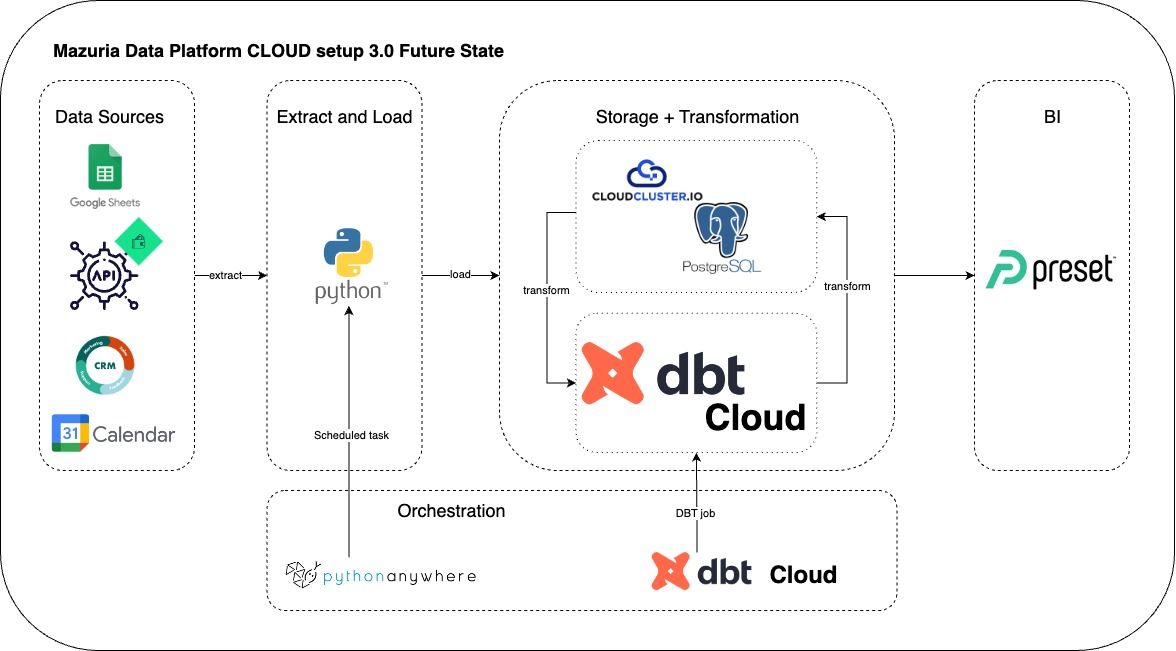 Mazuria Data Platform CLOUD setup 3.0 Future State
Data Sources
Google Sheets
API
CRM
31 Calendar
extract
Extract and Load
python™
load
Scheduled task
Storage + Transformation
CLOUDCLUSTER.IO
PostgreSQL
transform
transform
dbt
Cloud
BI
preset
Orchestration
pythonanywhere
DBT job
dbt Cloud